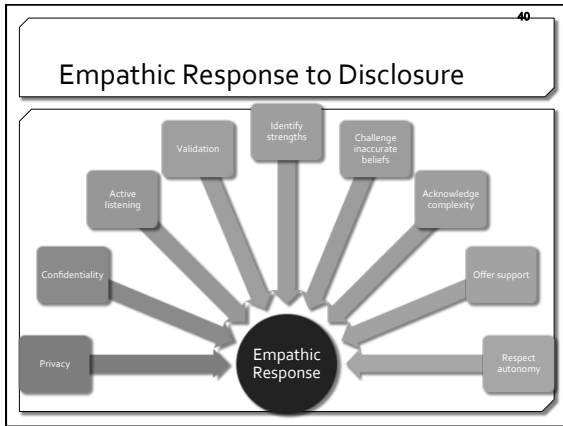 40
Empathic Response to Disclosure
Privacy
Confidentiality
Active
listening
Validation
Identify
strengths
Challenge
inaccurate
beliefs
Acknowledge
complexity
Offer support
Respect
autonomy
Empathic
Response